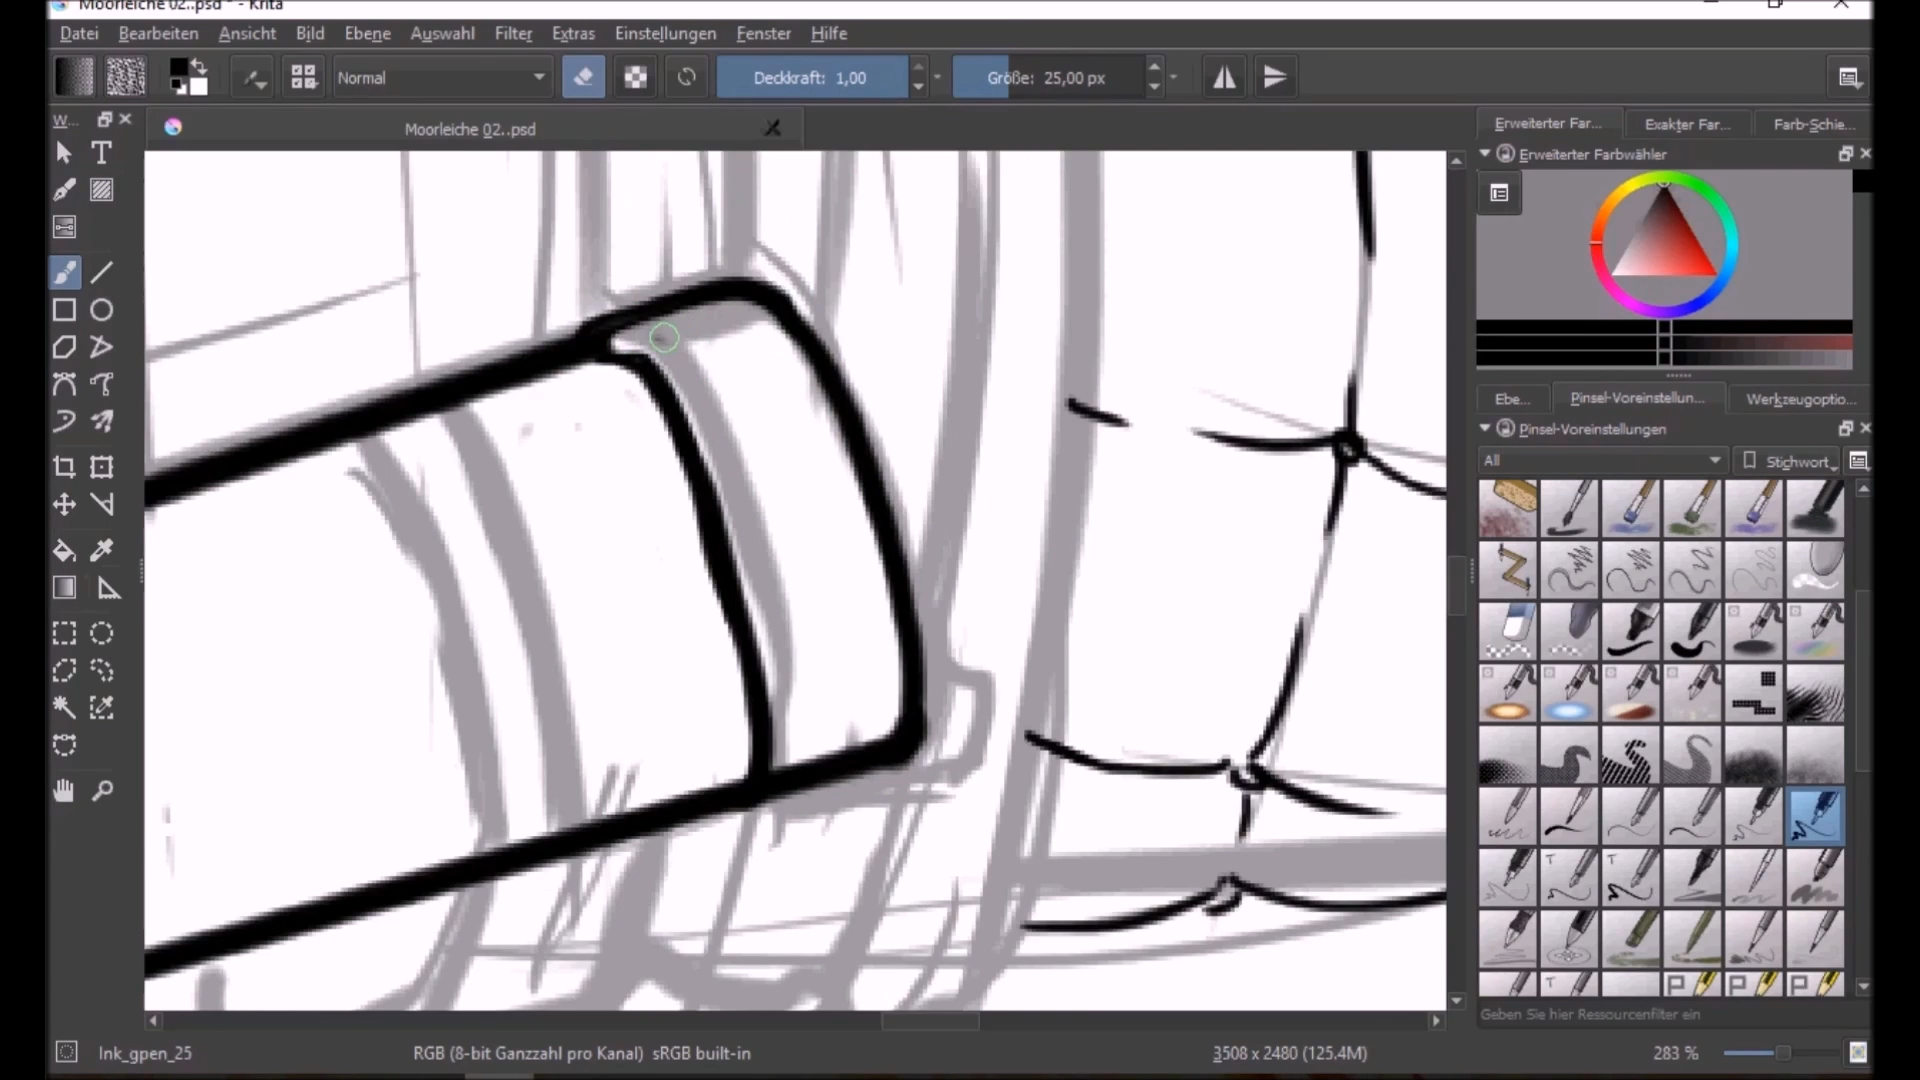 Moorleiche 02..psd * - Krita
Datei Bearbeiten Ansicht Bild Ebene Auswahl Filter Extras Einstellungen Fenster Hilfe
Normal Deckkraft: 1,00 Größe: 25,00 px
W... Moorleiche 02..psd Erweiterter Far... Exakter Far... Farb-Schie...
Erweiterter Farbwähler
Ebe... Pinsel-Voreinstellun... Werkzeugoptio...
Pinsel-Voreinstellungen
All Stichwort
Geben Sie hier Ressourcenfilter ein
Ink_gpen_25 RGB (8-bit Ganzzahl pro Kanal) sRGB built-in 3508 x 2480 (125.4M) 283 %